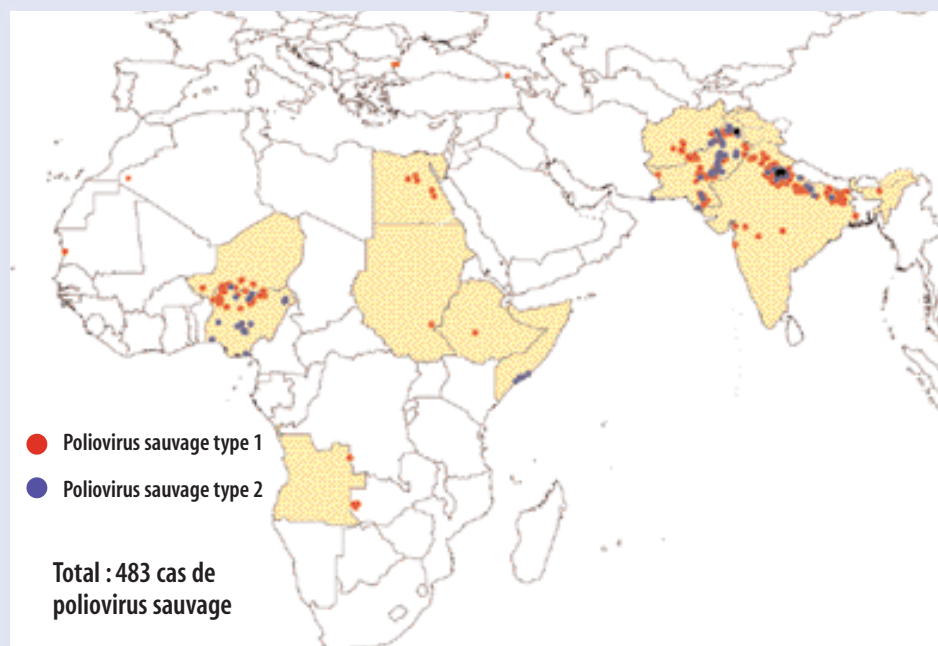 Poliovirus sauvage type 1
Poliovirus sauvage type 2
Total : 483 cas de
poliovirus sauvage